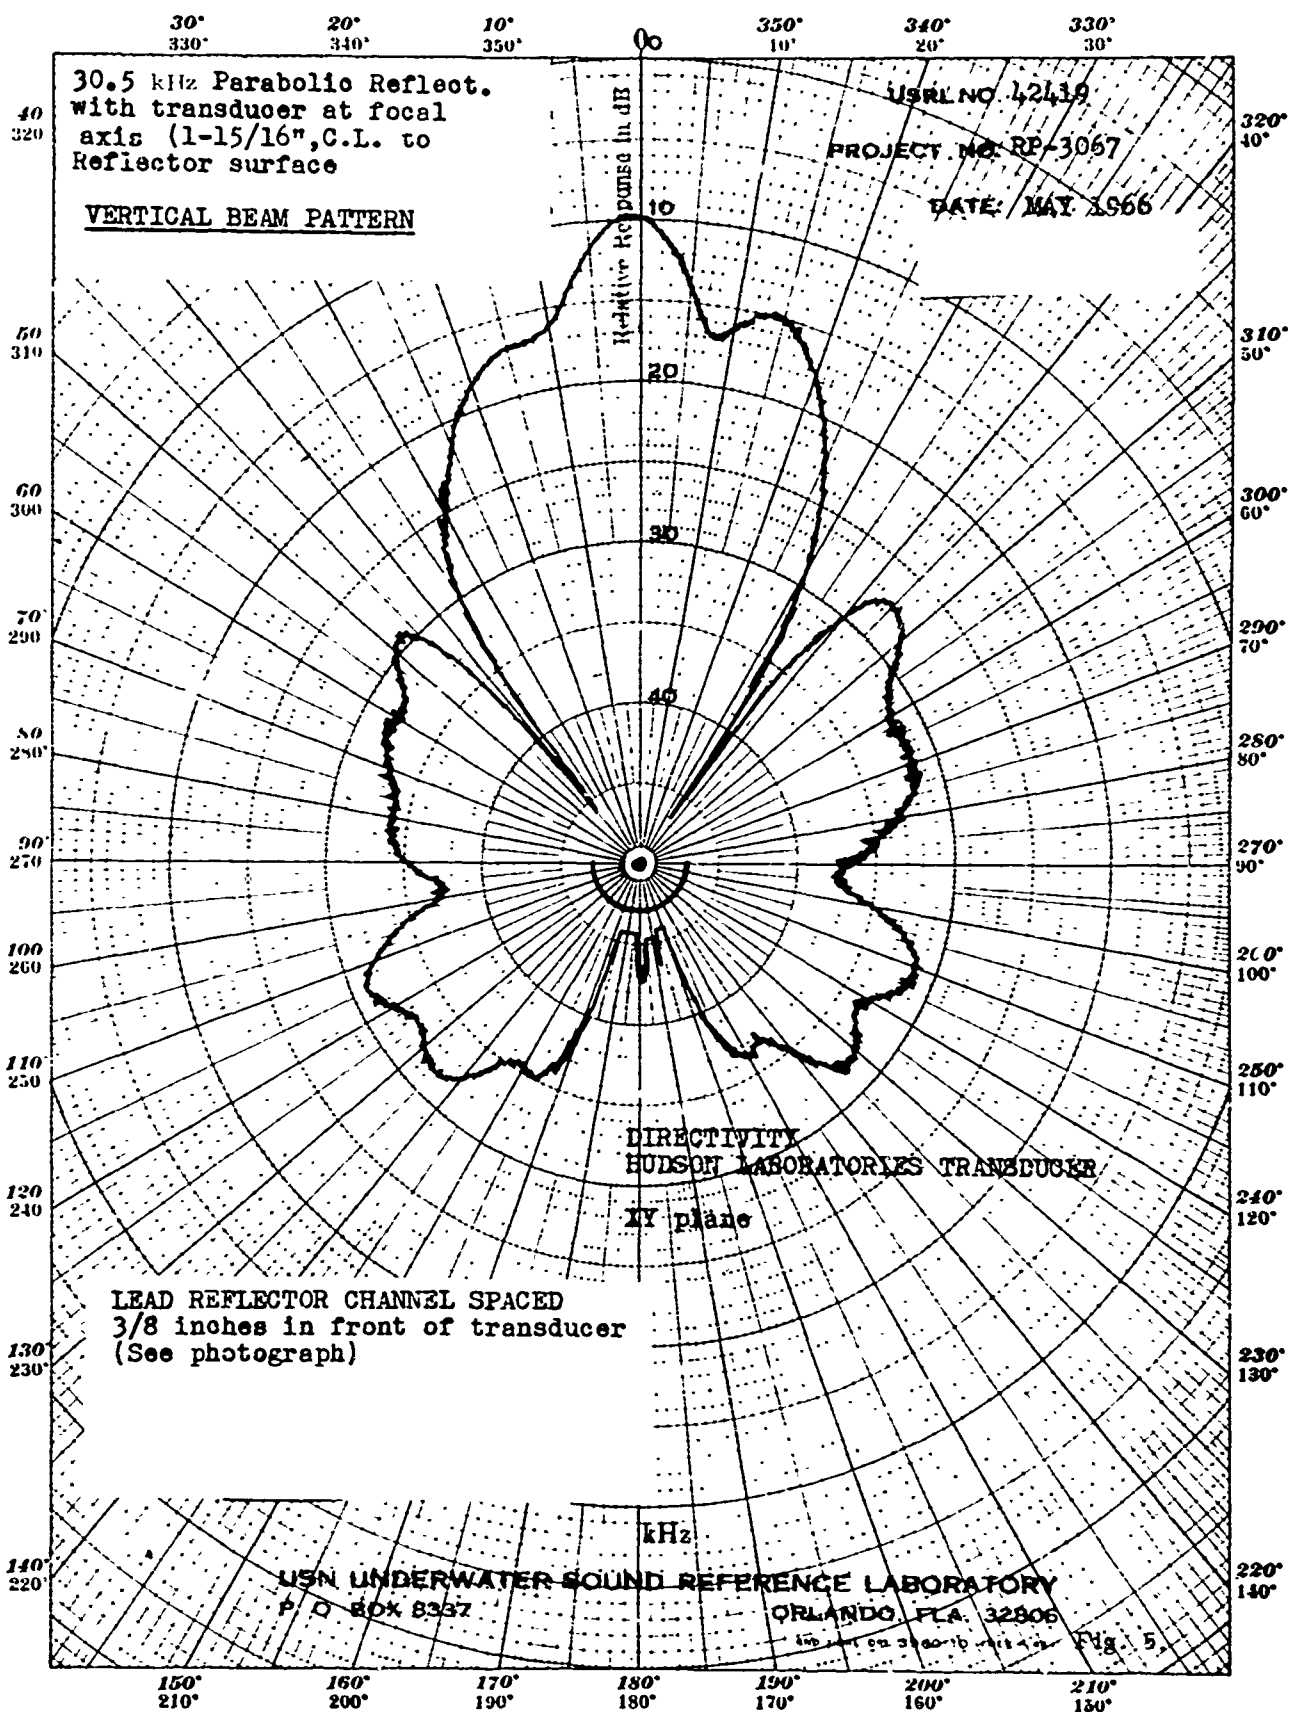 30° 20° 10° 0° 350° 340° 330°
330° 340° 350° 10° 20° 30°
30.5 kHz Parabolic Reflect.
with transducer at focal
axis (1-15/16",C.L. to
Reflector surface
VERTICAL BEAM PATTERN
Relative Response in dB
USRL NO 42419
PROJECT NO. RP-3067
DATE: MAY 1966
10
20
30
40
40
320
50
310
60
300
70
290
80
280°
90°
270
100
260
110
250
120
240
130°
230°
140°
220°
320°
40°
310°
50°
300°
60°
290°
70°
280°
80°
270°
90°
260°
100°
250°
110°
240°
120°
230°
130°
220°
140°
DIRECTIVITY
HUDSON LABORATORIES TRANSDUCER
XY plane
LEAD REFLECTOR CHANNEL SPACED
3/8 inches in front of transducer
(See photograph)
kHz
USN UNDERWATER SOUND REFERENCE LABORATORY
P. O. BOX 8337 ORLANDO, FLA. 32806
Fig. 5.
150° 160° 170° 180° 190° 200° 210°
210° 200° 190° 180° 170° 160° 150°